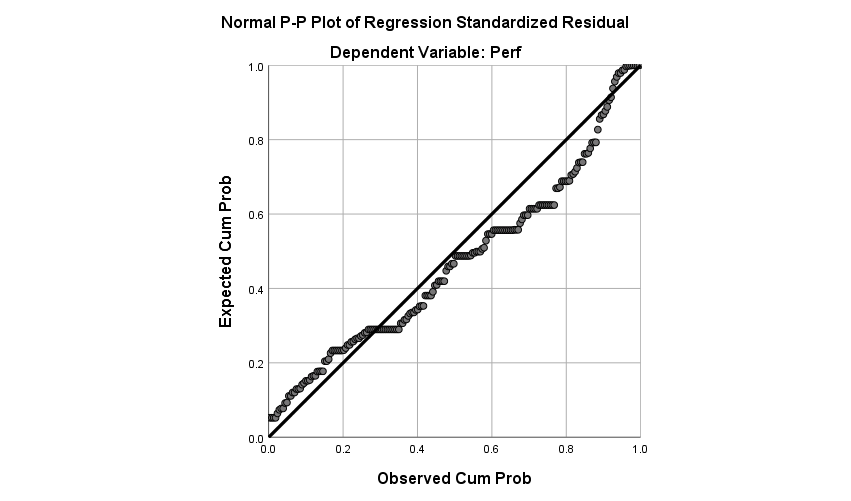 Normal P-P Plot of Regression Standardized Residual
Dependent Variable: Perf
1.0
0.8
0.6
0.4
0.2
0.0
Expected Cum Prob
0.0 0.2 0.4 0.6 0.8 1.0
Observed Cum Prob